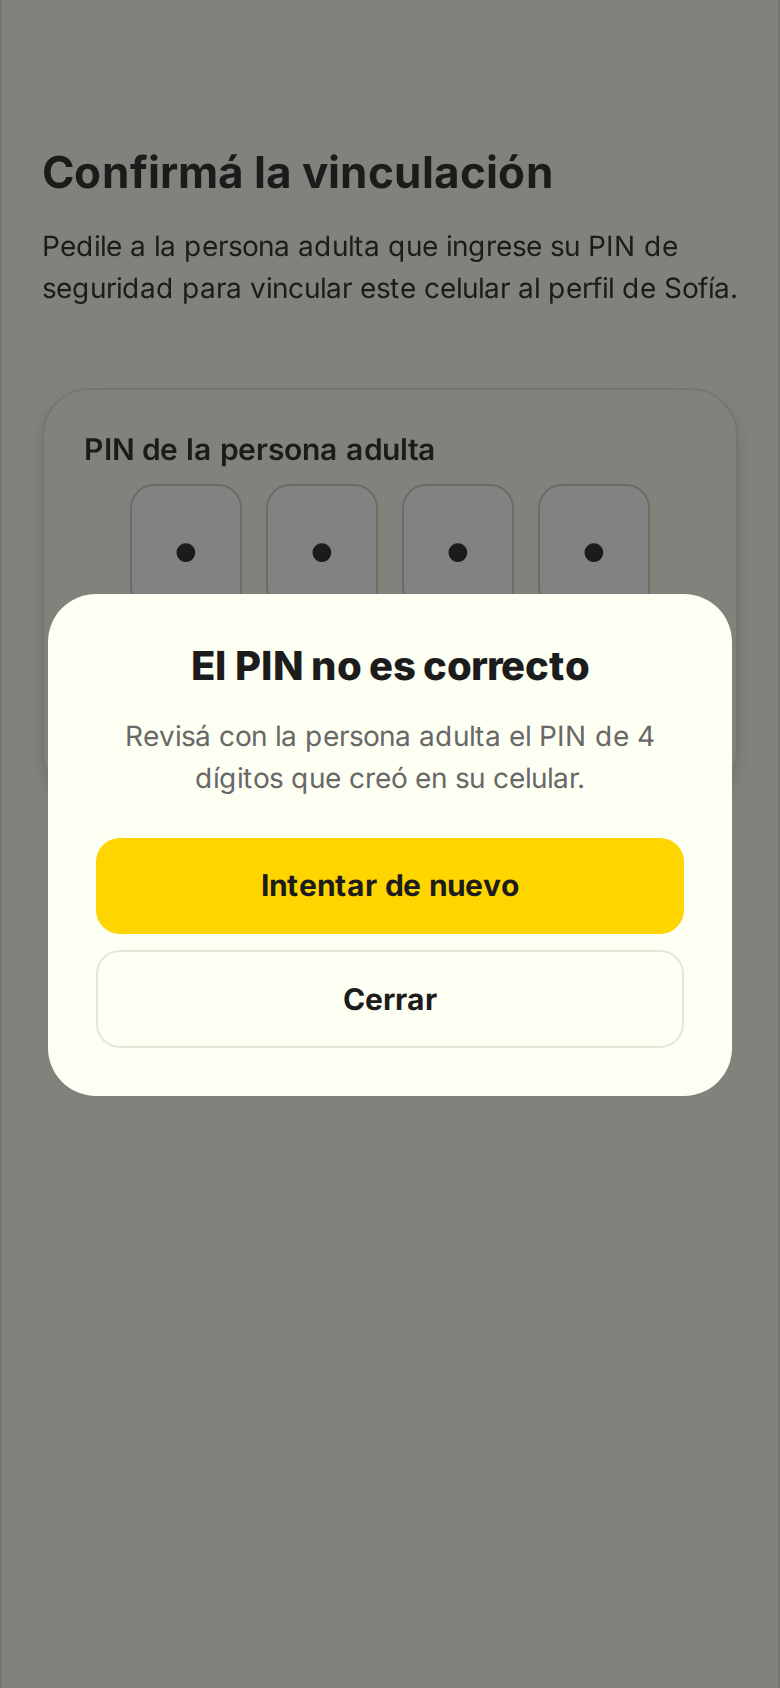 Confirmá la vinculación
Pedile a la persona adulta que ingrese su PIN de
seguridad para vincular este celular al perfil de Sofía.
PIN de la persona adulta
El PIN no es correcto
Revisá con la persona adulta el PIN de 4
dígitos que creó en su celular.
Intentar de nuevo
Cerrar